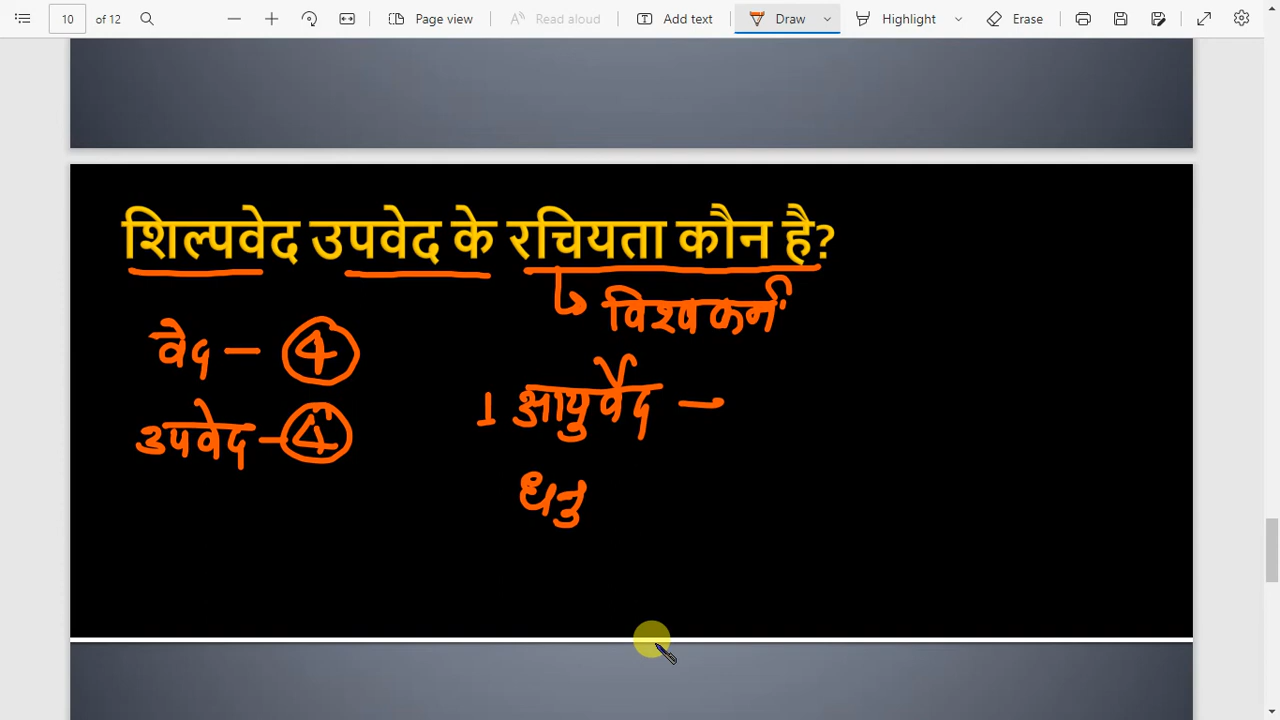 10 of 12 Page view Read aloud Add text Draw Highlight Erase
शिल्पवेद उपवेद के रचियता कौन है?
विश्वकर्मा
वेद - 4
उपवेद - 4
1 आयुर्वेद -
धनु